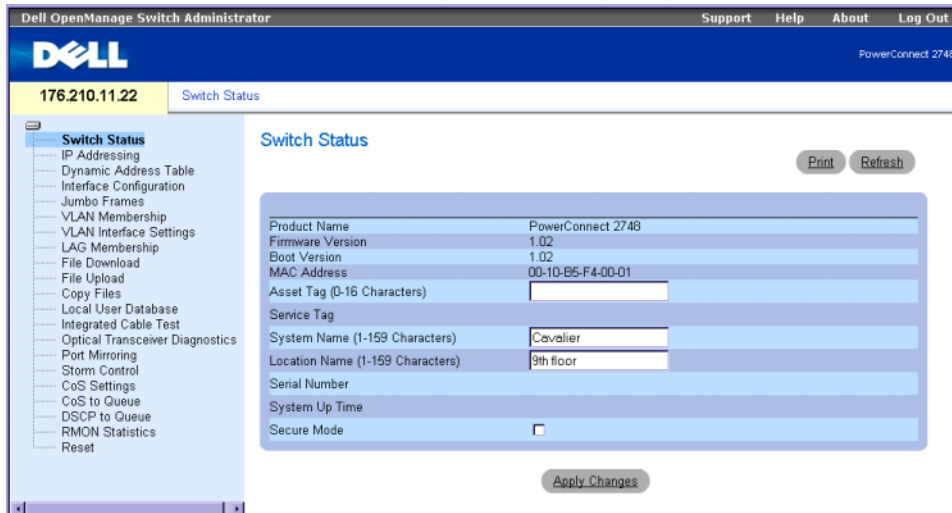 Dell OpenManage Switch Administrator Support Help About Log Out
DELL
PowerConnect 2748
176.210.11.22 Switch Status
Switch Status
IP Addressing
Dynamic Address Table
Interface Configuration
Jumbo Frames
VLAN Membership
VLAN Interface Settings
LAG Membership
File Download
File Upload
Copy Files
Local User Database
Integrated Cable Test
Optical Transceiver Diagnostics
Port Mirroring
Storm Control
CoS Settings
CoS to Queue
DSCP to Queue
RMON Statistics
Reset
Switch Status
Print Refresh
Product Name PowerConnect 2748
Firmware Version 1.02
Boot Version 1.02
MAC Address 00-10-B5-F4-00-01
Asset Tag (0-16 Characters)
Service Tag
System Name (1-159 Characters) Cavalier
Location Name (1-159 Characters) 9th floor
Serial Number
System Up Time
Secure Mode
Apply Changes